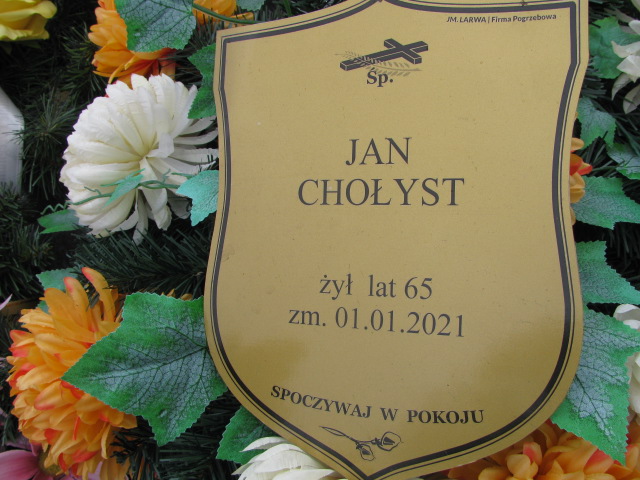 JM. LARWA | Firma Pogrzebowa
Śp.
JAN
CHOŁYST
żył lat 65
zm. 01.01.2021
SPOCZYWAJ W POKOJU